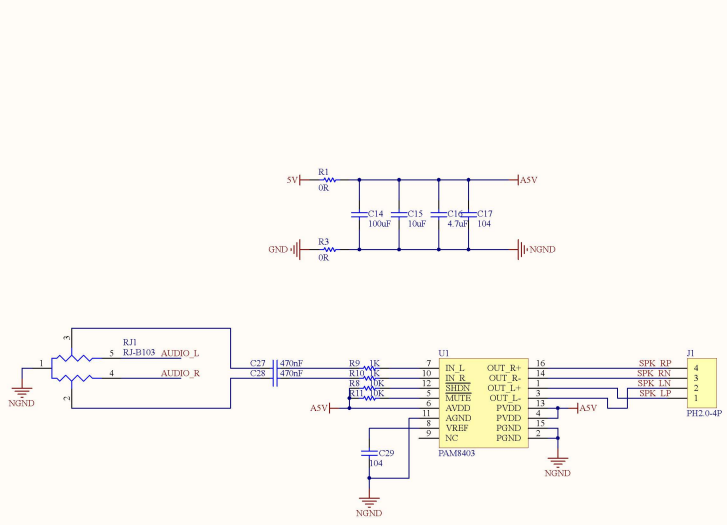 R1
5V A5V
0R
C14 C15 C16 C17
100uF 10uF 4.7uF 104
R3
GND NGND
0R
3
RJ1
RJ-B103
1
5 AUDIO_L
4 AUDIO_R
2
NGND
C27 470nF
C28 470nF
R9 1K
R10 1K
R8
R11
A5V
U1
7 IN_L OUT_R+ 16
10 IN_R OUT_R- 14
12 SHDN OUT_L+ 1
5 MUTE OUT_L- 3
6 AVDD PVDD 13 A5V
11 AGND PVDD 4
8 VREF PGND 15
9 NC PGND 2
PAM8403
C29
104
NGND
NGND
J1
SPK_RP 4
SPK_RN 3
SPK_LN 2
SPK_LP 1
PH2.0-4P